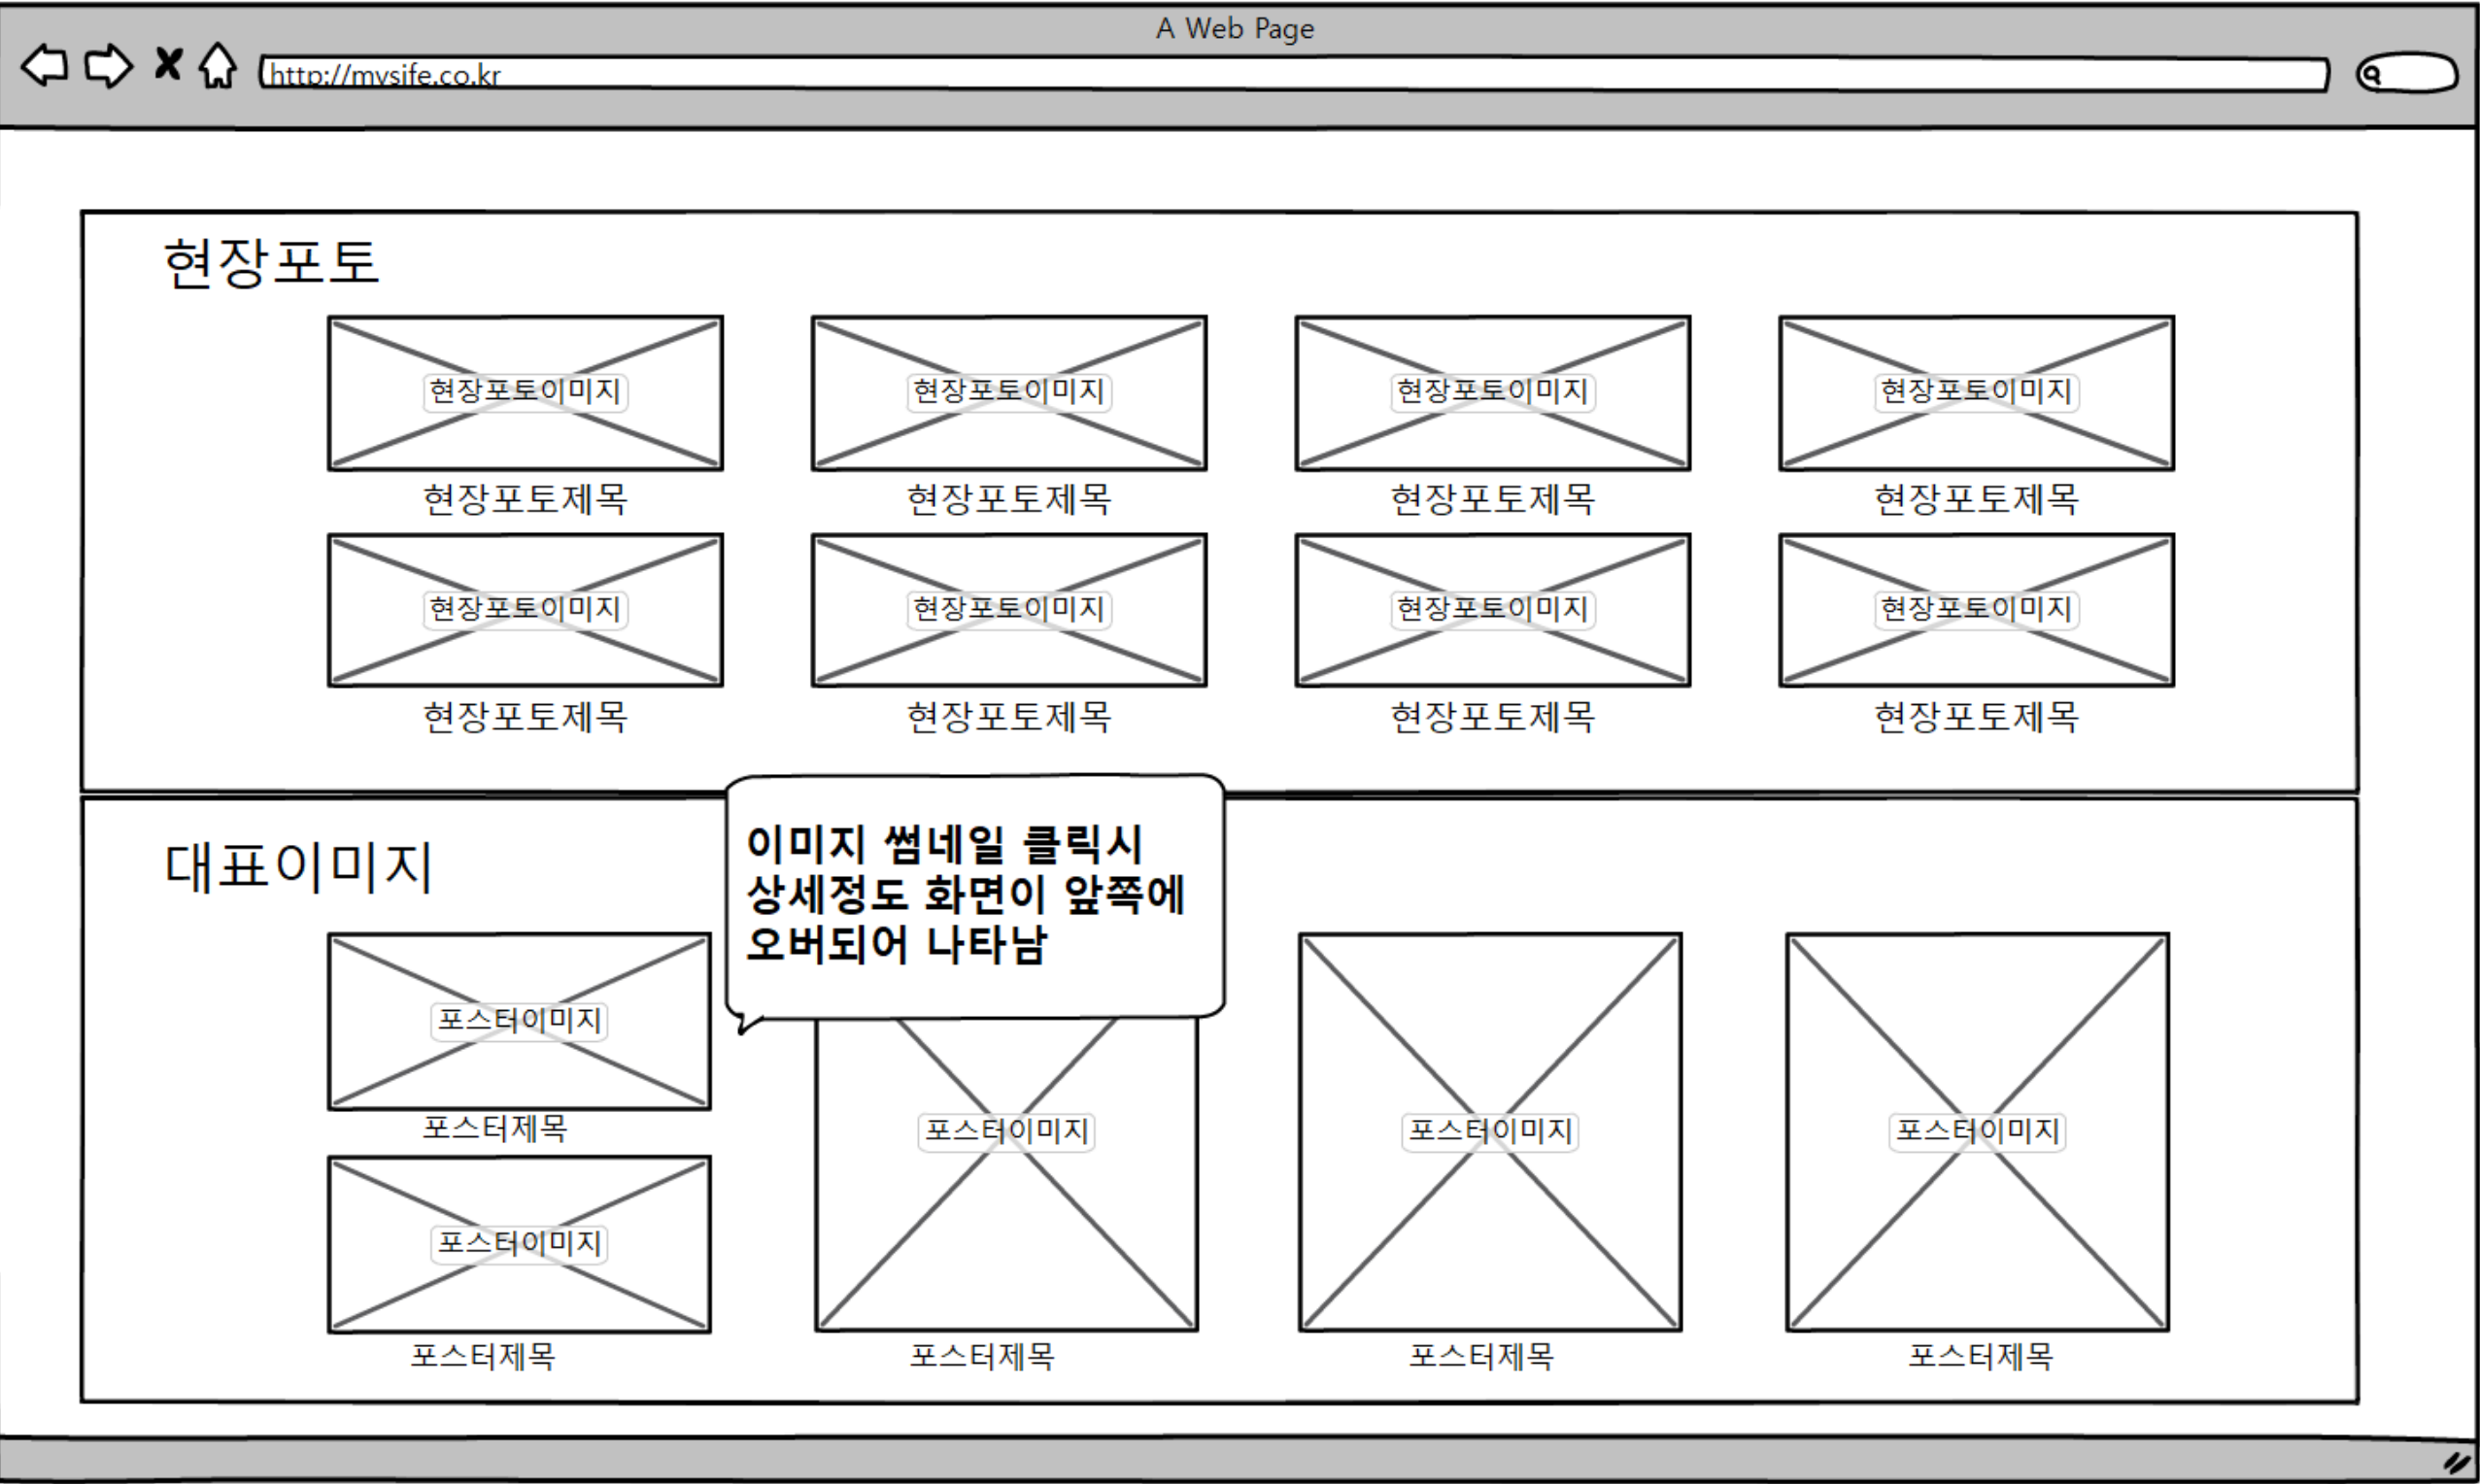 A Web Page
http://mysife.co.kr
현장포토
현장포토이미지 현장포토이미지 현장포토이미지 현장포토이미지
현장포토제목 현장포토제목 현장포토제목 현장포토제목
현장포토이미지 현장포토이미지 현장포토이미지 현장포토이미지
현장포토제목 현장포토제목 현장포토제목 현장포토제목
대표이미지
이미지 썸네일 클릭시
상세정도 화면이 앞쪽에
오버되어 나타남
포스터이미지
포스터제목
포스터이미지 포스터이미지 포스터이미지
포스터이미지
포스터제목 포스터제목 포스터제목 포스터제목